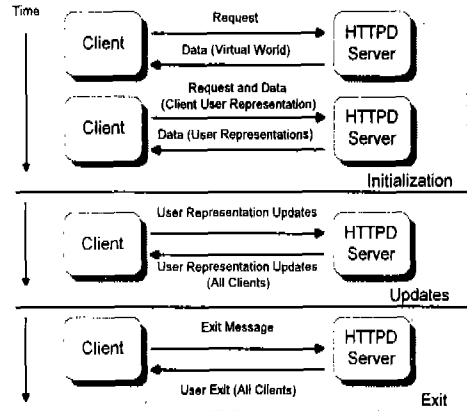 Time
Request
Client
HTTPD
Server
Data (Virtual World)
Request and Data
(Client User Representation)
Client
HTTPD
Server
Data (User Representations)
Initialization
User Representation Updates
Client
HTTPD
Server
User Representation Updates
(All Clients)
Updates
Exit Message
Client
HTTPD
Server
User Exit (All Clients)
Exit